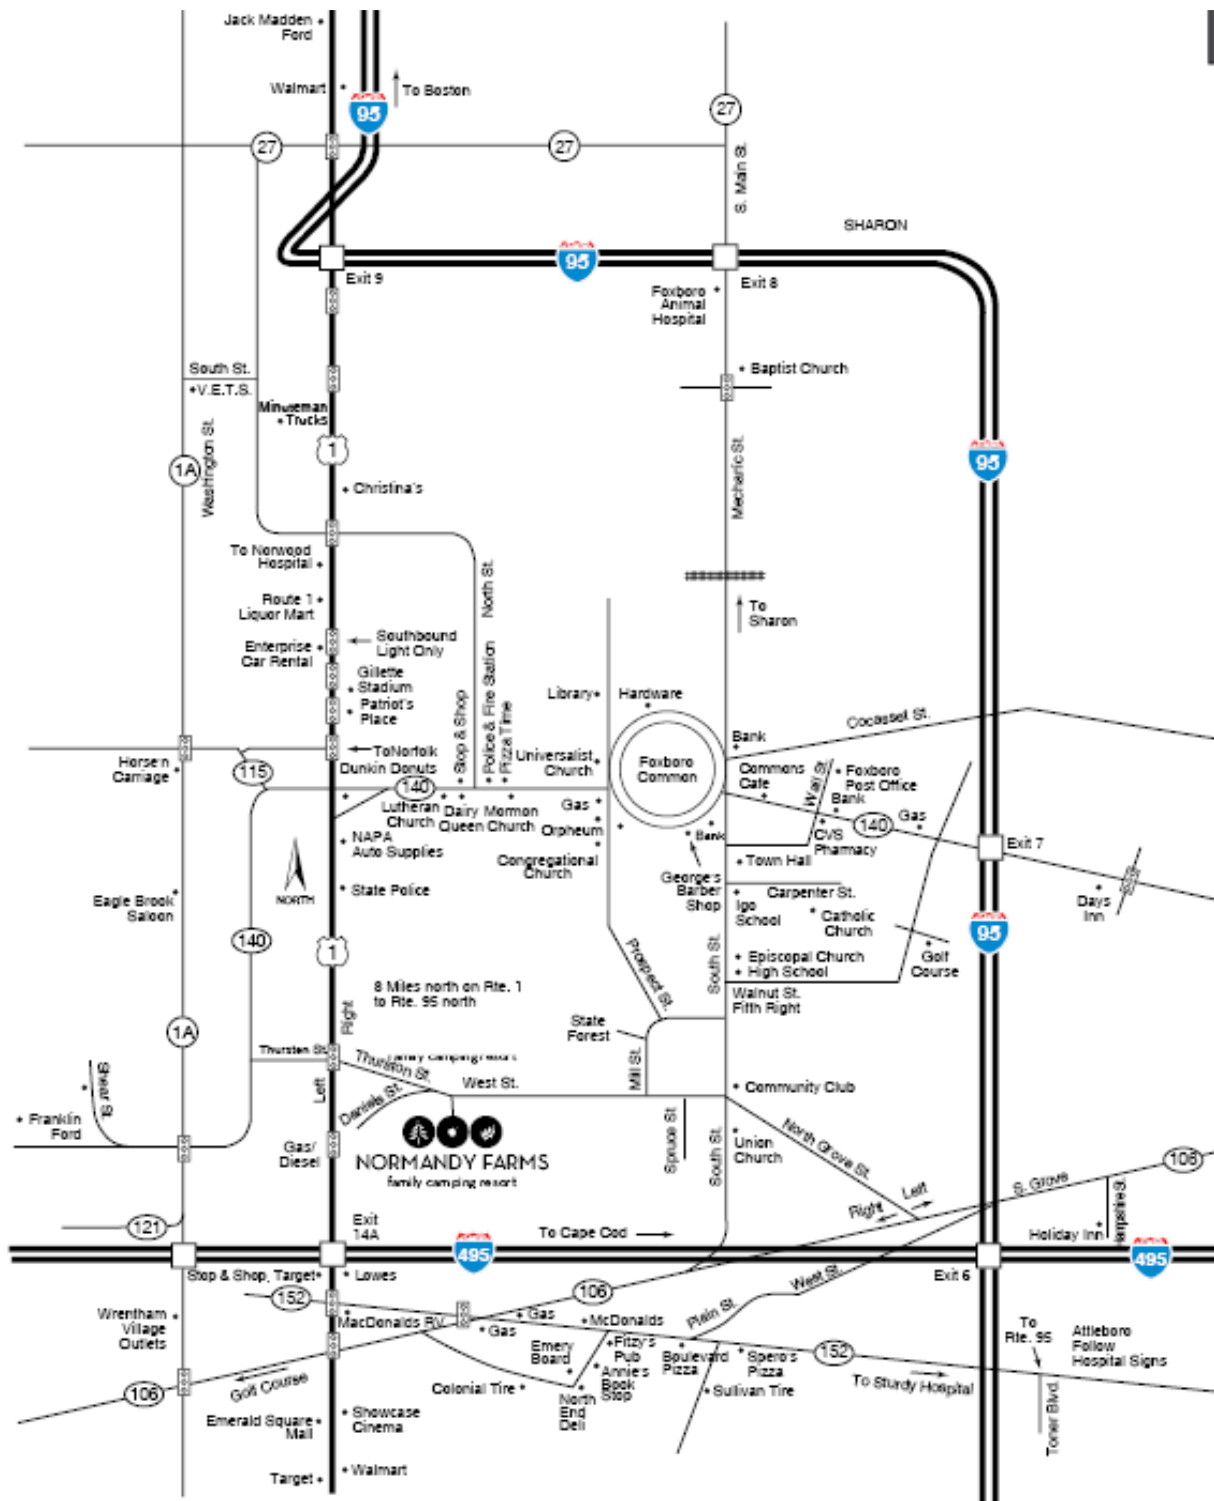 Jack Madden
Ford
Walmart
95
To Boston
27
27
27
S. Main St.
SHARON
95
Exit 9
Exit 8
Foxboro
Animal
Hospital
South St.
V.E.T.S.
Baptist Church
Minuteman
Trucks
1
1A
Washington St.
Mechanic St.
95
Christina's
To Norwood
Hospital
North St.
Route 1
Liquor Mart
To
Sharon
Enterprise
Car Rental
Southbound
Light Only
Gillette
Stadium
Patriot's
Place
Stop & Shop
Police & Fire Station
Pizza Time
Library
Hardware
Cocasset St.
Bank
To Norfolk
Horse n
Carriage
115
Dunkin Donuts
140
Universalist
Church
Foxboro
Common
Commons
Cafe
Wall St.
Foxboro
Post Office
Bank
Lutheran
Church
Dairy
Queen
Mormon
Church
Gas
Orpheum
Bank
140
Gas
CVS
Pharmacy
Exit 7
NAPA
Auto Supplies
Congregational
Church
Town Hall
George's
Barber
Shop
NORTH
State Police
Eagle Brook
Saloon
Carpenter St.
Igo
School
Catholic
Church
Days
Inn
140
1
95
Prospect St.
South St.
Episcopal Church
High School
Golf
Course
8 Miles north on Rte. 1
to Rte. 95 north
Right
Walnut St.
Fifth Right
State
Forest
1A
Thurston St.
Thurston St.
family camping resort
West St.
Mill St.
Shear St.
Left
Daniels St.
Community Club
Franklin
Ford
Gas/
Diesel
NORMANDY FARMS
family camping resort
Spruce St
South St.
Union
Church
North Grove St.
106
S. Grove
Right
Left
Hampshire St.
121
Exit
14A
To Cape Cod
Holiday Inn
495
495
Stop & Shop, Target
Lowes
West St.
Exit 6
152
106
Wrentham
Village
Outlets
MacDonalds RV
Gas
Gas
McDonalds
Plain St.
To
Rte. 95
Attleboro
Follow
Hospital Signs
Emery
Board
Fitzy's
Pub
Annie's
Book
Stop
Boulevard
Pizza
Spero's
Pizza
152
106
Golf Course
Colonial Tire
North
End
Deli
Sullivan Tire
To Sturdy Hospital
Toner Blvd.
Emerald Square
Mall
Showcase
Cinema
Target
Walmart